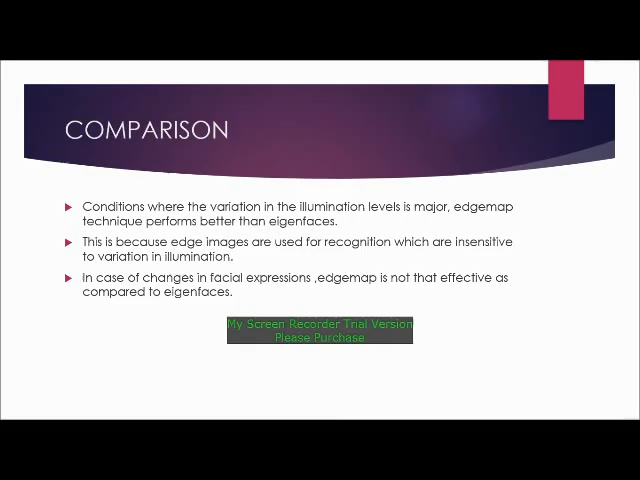 COMPARISON
Conditions where the variation in the illumination levels is major, edgemap
technique performs better than eigenfaces.
This is because edge images are used for recognition which are insensitive
to variation in illumination.
In case of changes in facial expressions ,edgemap is not that effective as
compared to eigenfaces.
My Screen Recorder Trial Version
Please Purchase